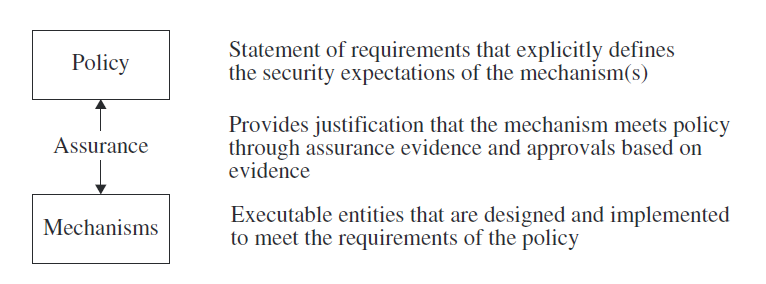 Policy
Statement of requirements that explicitly defines
the security expectations of the mechanism(s)
Assurance
Provides justification that the mechanism meets policy
through assurance evidence and approvals based on
evidence
Mechanisms
Executable entities that are designed and implemented
to meet the requirements of the policy